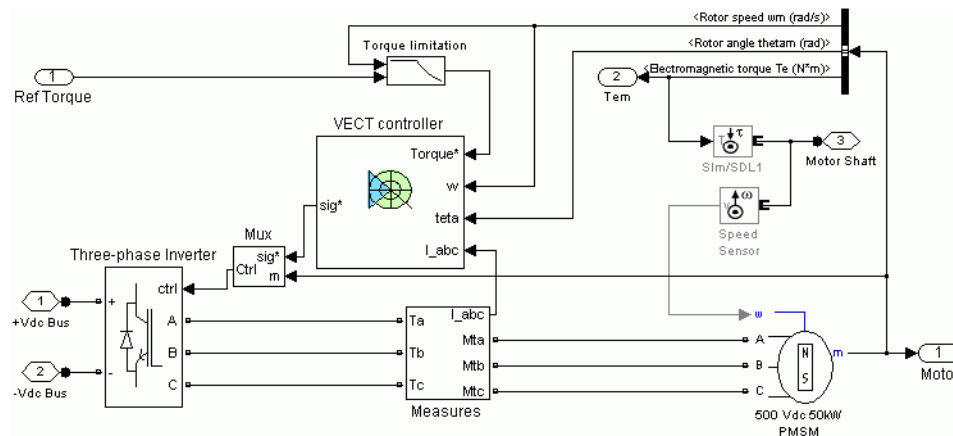 <Rotor speed wm (rad/s)>
Torque limitation
<Rotor angle thetam (rad)>
<Electromagnetic torque Te (N*m)>
1
Ref Torque
2
Tem
VECT controller
Torque*
w
teta
I_abc
sig*
T τ
Sim/SDL1
3
Motor Shaft
v ω
Speed
Sensor
Mux
sig*
Ctrl
m
Three-phase Inverter
ctrl
+
-
A
B
C
1
+Vdc Bus
2
-Vdc Bus
I_abc
Ta
Tb
Tc
Mta
Mtb
Mtc
Measures
w
A
B
C
N
S
m
500 Vdc 50kW
PMSM
1
Moto